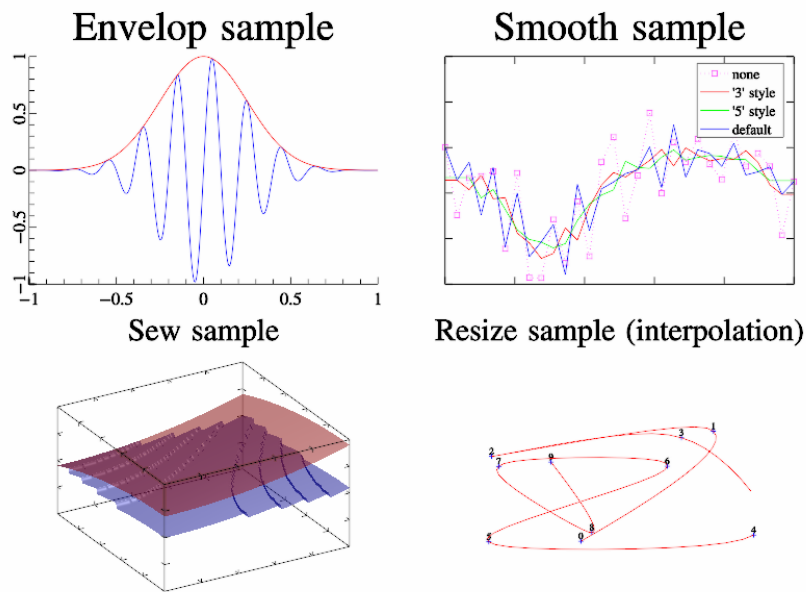 Envelop sample
Smooth sample
1
0.5
0
−0.5
−1
−1 −0.5 0 0.5 1
none
'3' style
'5' style
default
Sew sample
Resize sample (interpolation)
1
2
3
7
9
6
5
0
8
4